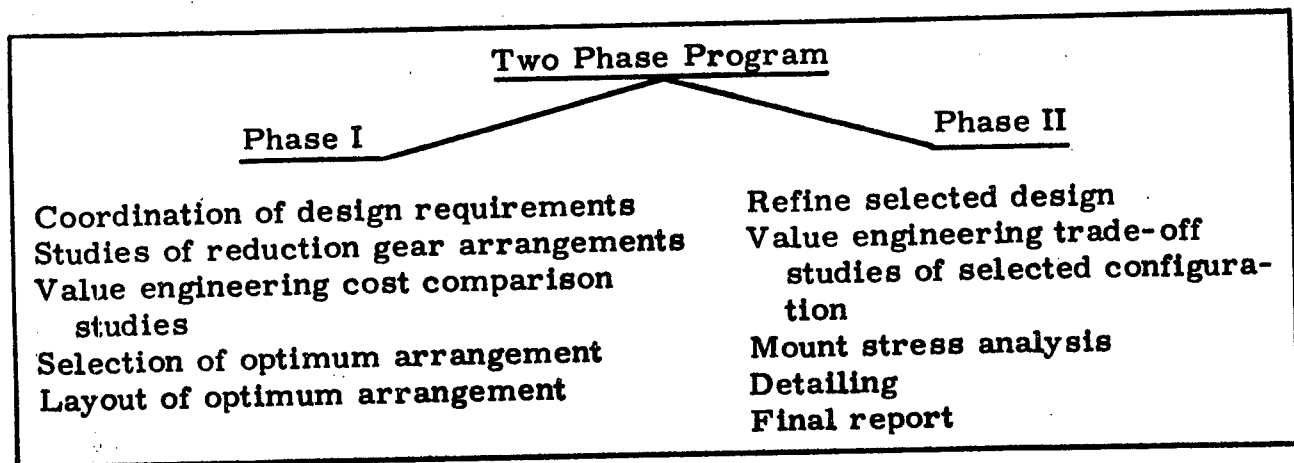 Two Phase Program
Phase I
Coordination of design requirements
Studies of reduction gear arrangements
Value engineering cost comparison
studies
Selection of optimum arrangement
Layout of optimum arrangement
Phase II
Refine selected design
Value engineering trade-off
studies of selected configura-
tion
Mount stress analysis
Detailing
Final report